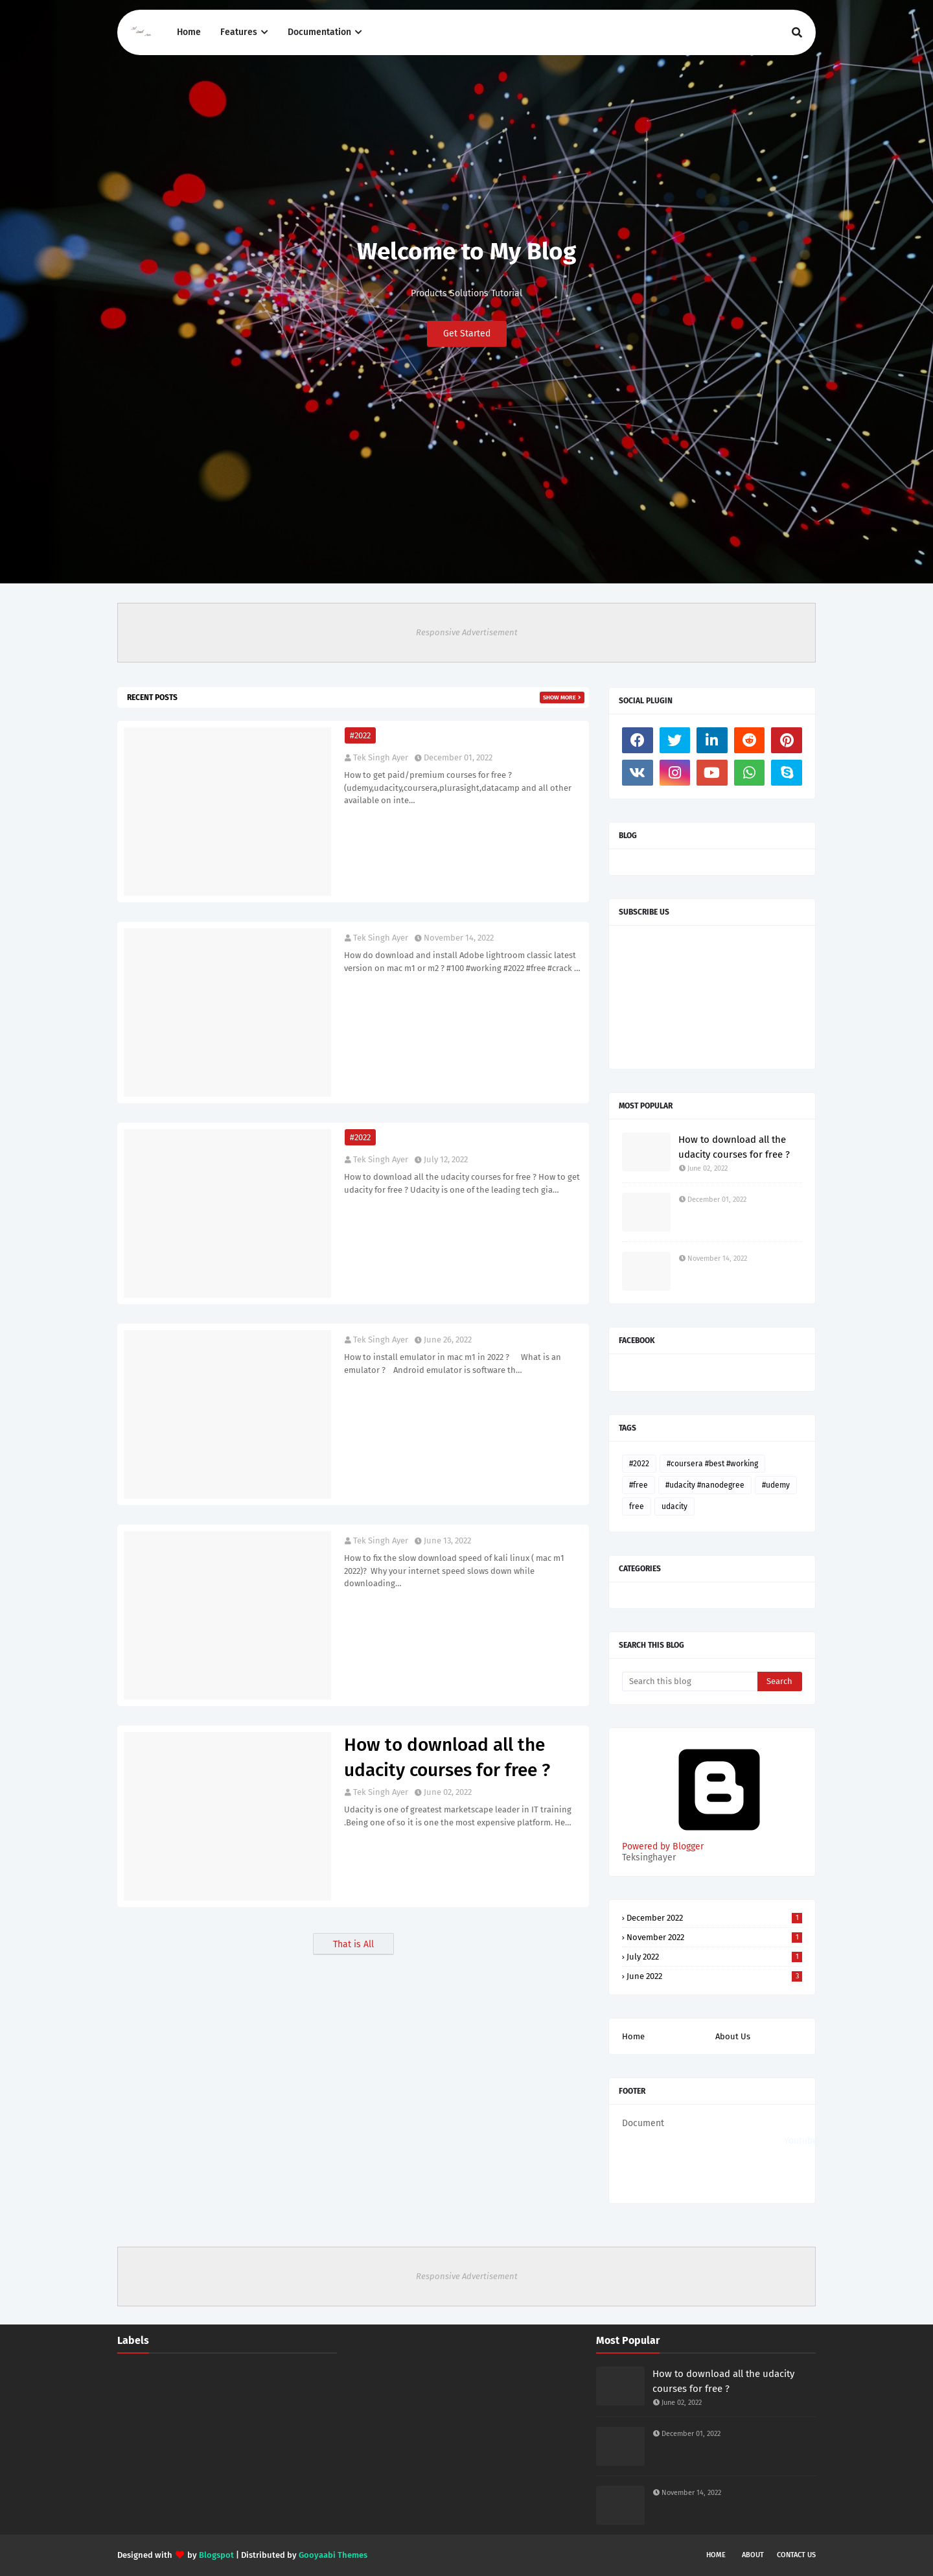 Home Features Documentation
Welcome to My Blog
Products Solutions Tutorial
Get Started
Responsive Advertisement
RECENT POSTS
SHOW MORE
#2022
Tek Singh Ayer December 01, 2022
How to get paid/premium courses for free ?
(udemy,udacity,coursera,plurasight,datacamp and all other
available on inte...
Tek Singh Ayer November 14, 2022
How do download and install Adobe lightroom classic latest
version on mac m1 or m2 ? #100 #working #2022 #free #crack ...
#2022
Tek Singh Ayer July 12, 2022
How to download all the udacity courses for free ? How to get
udacity for free ? Udacity is one of the leading tech gia...
Tek Singh Ayer June 26, 2022
How to install emulator in mac m1 in 2022 ? What is an
emulator ? Android emulator is software th...
Tek Singh Ayer June 13, 2022
How to fix the slow download speed of kali linux ( mac m1
2022)? Why your internet speed slows down while
downloading...
How to download all the
udacity courses for free ?
Tek Singh Ayer June 02, 2022
Udacity is one of greatest marketscape leader in IT training
.Being one of so it is one the most expensive platform. He...
That is All
SOCIAL PLUGIN
BLOG
SUBSCRIBE US
MOST POPULAR
How to download all the
udacity courses for free ?
June 02, 2022
December 01, 2022
November 14, 2022
FACEBOOK
TAGS
#2022 #coursera #best #working
#free #udacity #nanodegree #udemy
free udacity
CATEGORIES
SEARCH THIS BLOG
Search this blog Search
Powered by Blogger
Teksinghayer
December 2022 1
November 2022 1
July 2022 1
June 2022 3
Home About Us
FOOTER
Document
Responsive Advertisement
Labels
Most Popular
How to download all the udacity
courses for free ?
June 02, 2022
December 01, 2022
November 14, 2022
Designed with by Blogspot | Distributed by Gooyaabi Themes
HOME ABOUT CONTACT US